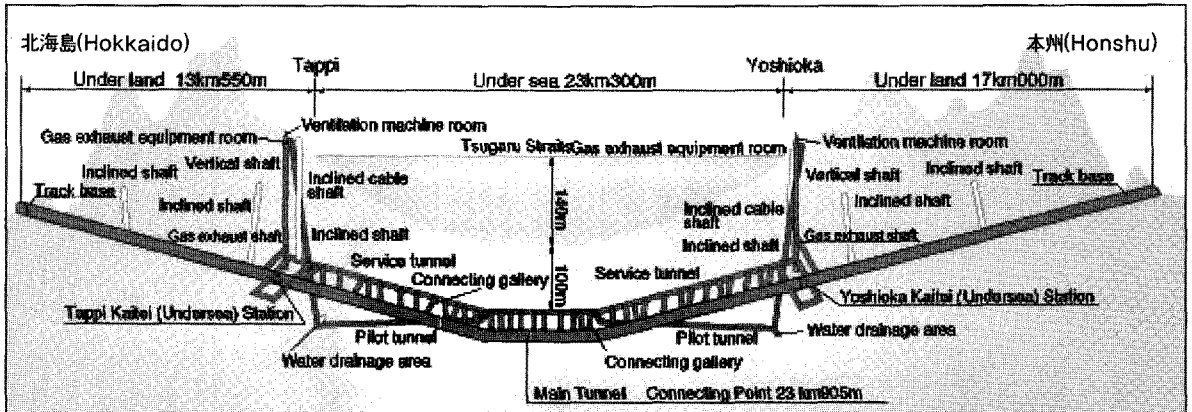 北海島(Hokkaido)
本州(Honshu)
Tappi
Yoshioka
Under land 13km550m
Under sea 23km300m
Under land 17km000m
Gas exhaust equipment room
Ventilation machine room
Tsugaru Straits
Gas exhaust equipment room
Ventilation machine room
Inclined shaft
Vertical shaft
Inclined cable
shaft
140m
Vertical shaft
Inclined shaft
Track base
Track base
Inclined shaft
Inclined cable
shaft
Inclined shaft
Gas exhaust shaft
Inclined shaft
Inclined shaft
Gas exhaust shaft
Service tunnel
Connecting gallery
100m
Service tunnel
Tappi Kaitei (Undersea) Station
Yoshioka Kaitei (Undersea) Station
Pilot tunnel
Pilot tunnel
Water drainage area
Water drainage area
Connecting gallery
Main Tunnel Connecting Point 23 km905m